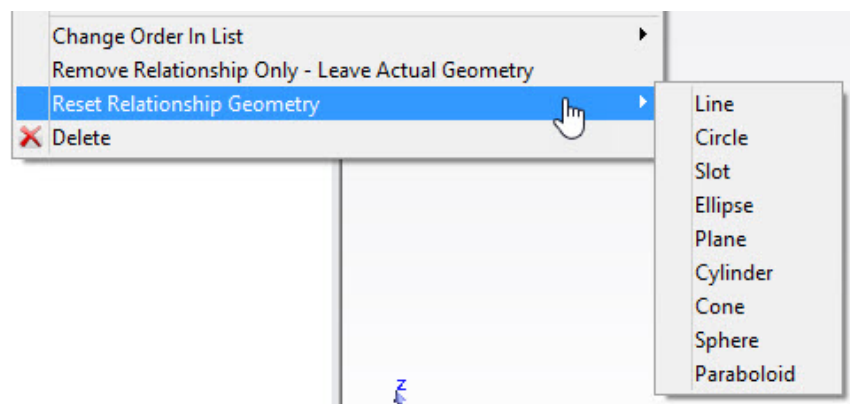 Change Order In List
Remove Relationship Only - Leave Actual Geometry
Reset Relationship Geometry
Delete
Line
Circle
Slot
Ellipse
Plane
Cylinder
Cone
Sphere
Paraboloid
z